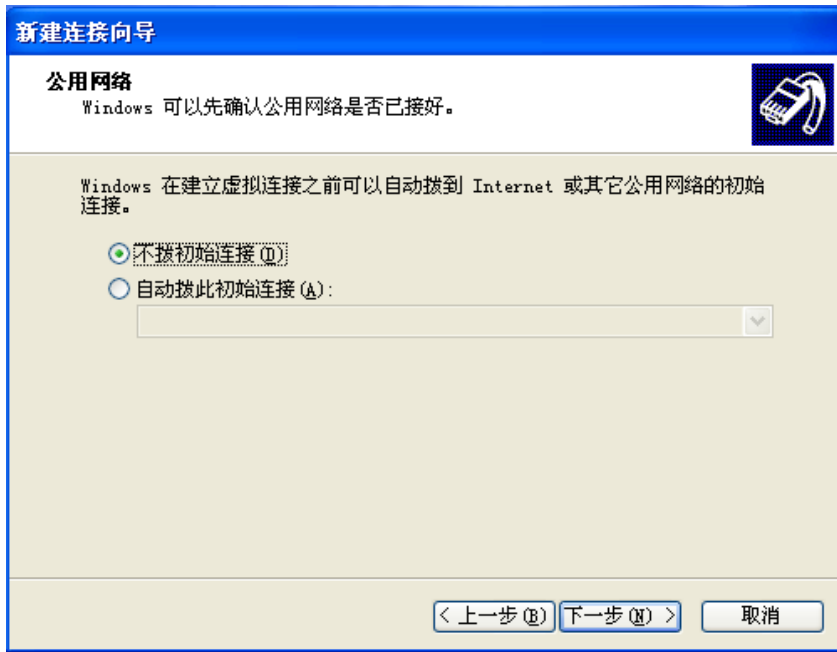 新建连接向导
公用网络
Windows 可以先确认公用网络是否已接好。
Windows 在建立虚拟连接之前可以自动拨到 Internet 或其它公用网络的初始
连接。
不拨初始连接(D)
自动拨此初始连接(A):
< 上一步(B) 下一步(N) > 取消